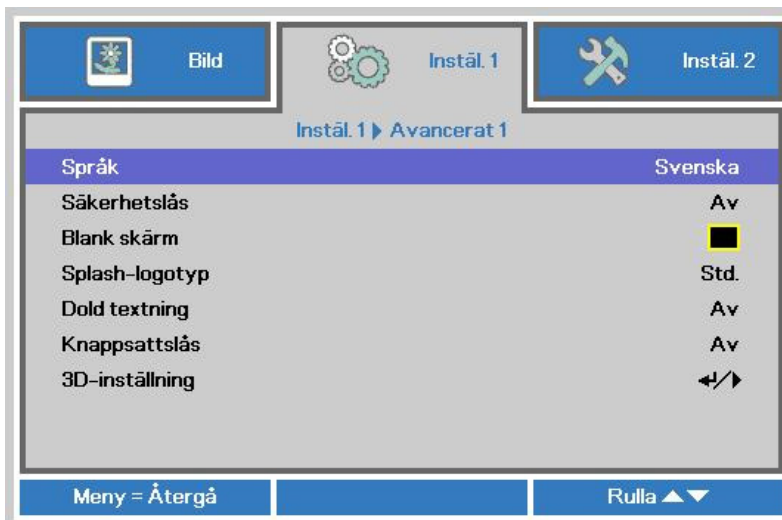 Bild
Instäl. 1
Instäl. 2
Instäl. 1 ▶ Avancerat 1
Språk Svenska
Säkerhetslås Av
Blank skärm
Splash-logotyp Std.
Dold textning Av
Knappsattslås Av
3D-inställning ↵/▶
Meny = Återgå
Rulla ▲▼